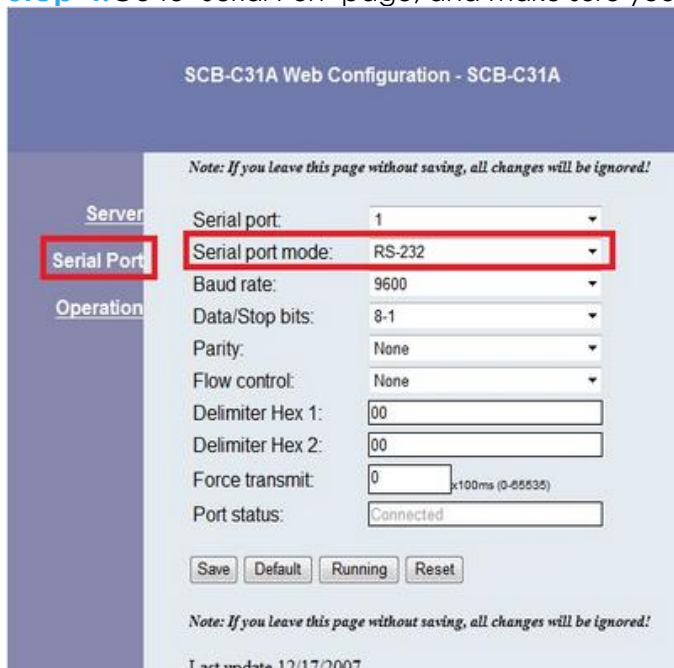 SCB-C31A Web Configuration - SCB-C31A
Note: If you leave this page without saving, all changes will be ignored!
Server
Serial Port
Operation
Serial port: 1
Serial port mode: RS-232
Baud rate: 9600
Data/Stop bits: 8-1
Parity: None
Flow control: None
Delimiter Hex 1: 00
Delimiter Hex 2: 00
Force transmit: 0 x100ms (0-65535)
Port status: Connected
Save Default Running Reset
Note: If you leave this page without saving, all changes will be ignored!
Last update 12/17/2007